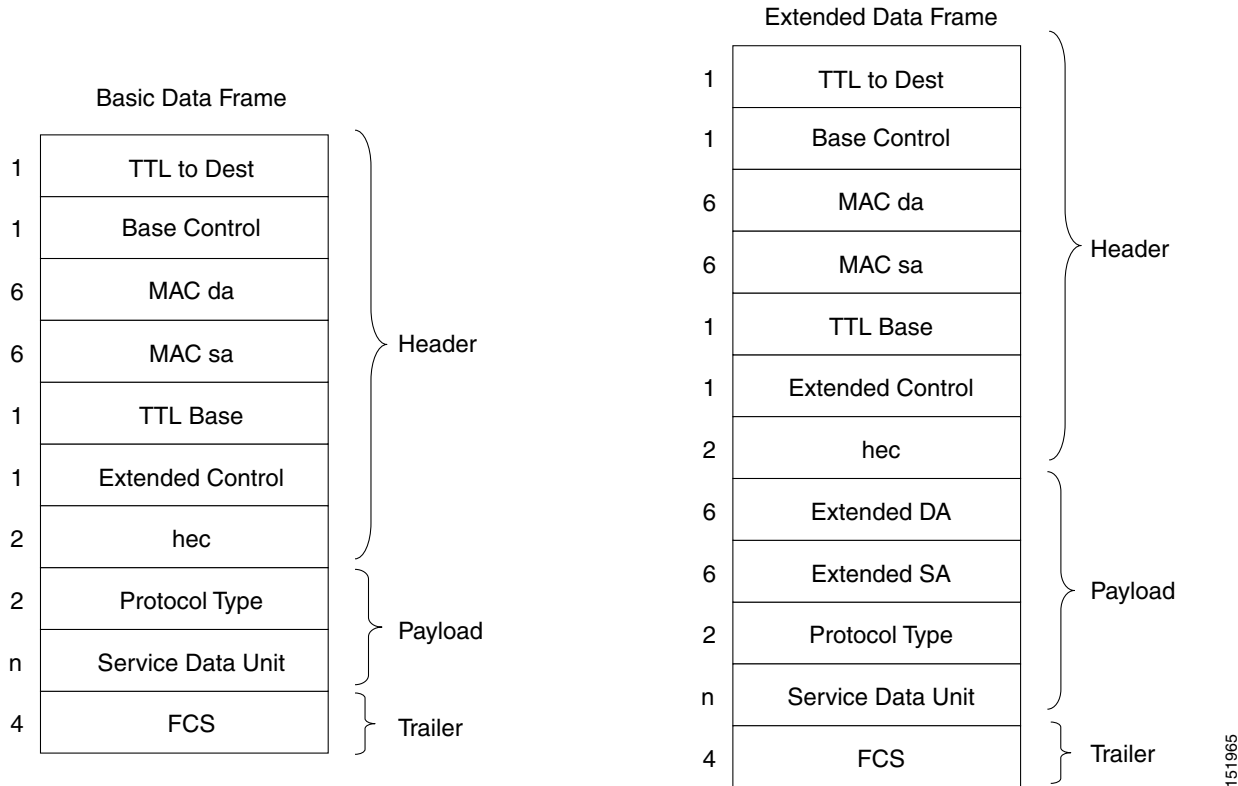 Basic Data Frame
1 TTL to Dest
1 Base Control
6 MAC da
6 MAC sa
1 TTL Base
1 Extended Control
2 hec
Header
2 Protocol Type
n Service Data Unit
Payload
4 FCS
Trailer
Extended Data Frame
1 TTL to Dest
1 Base Control
6 MAC da
6 MAC sa
1 TTL Base
1 Extended Control
2 hec
Header
6 Extended DA
6 Extended SA
2 Protocol Type
n Service Data Unit
Payload
4 FCS
Trailer
151965